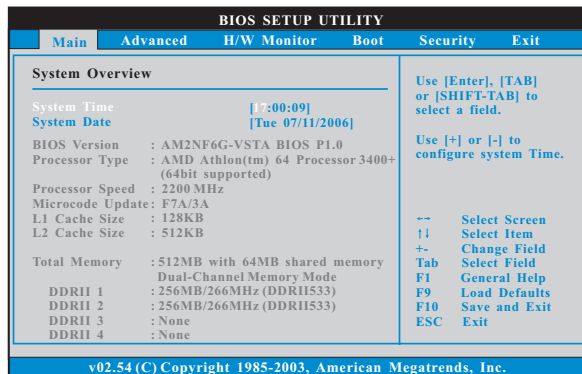 BIOS SETUP UTILITY
Main Advanced H/W Monitor Boot Security Exit
System Overview
System Time [17:00:09]
System Date [Tue 07/11/2006]
BIOS Version : AM2NF6G-VSTA BIOS P1.0
Processor Type : AMD Athlon(tm) 64 Processor 3400+
(64bit supported)
Processor Speed : 2200 MHz
Microcode Update : F7A/3A
L1 Cache Size : 128KB
L2 Cache Size : 512KB
Total Memory : 512MB with 64MB shared memory
Dual-Channel Memory Mode
DDRII 1 : 256MB/266MHz (DDRII533)
DDRII 2 : 256MB/266MHz (DDRII533)
DDRII 3 : None
DDRII 4 : None
Use [Enter], [TAB]
or [SHIFT-TAB] to
select a field.
Use [+] or [-] to
configure system Time.
←→ Select Screen
↑↓ Select Item
+- Change Field
Tab Select Field
F1 General Help
F9 Load Defaults
F10 Save and Exit
ESC Exit
v02.54 (C) Copyright 1985-2003, American Megatrends, Inc.